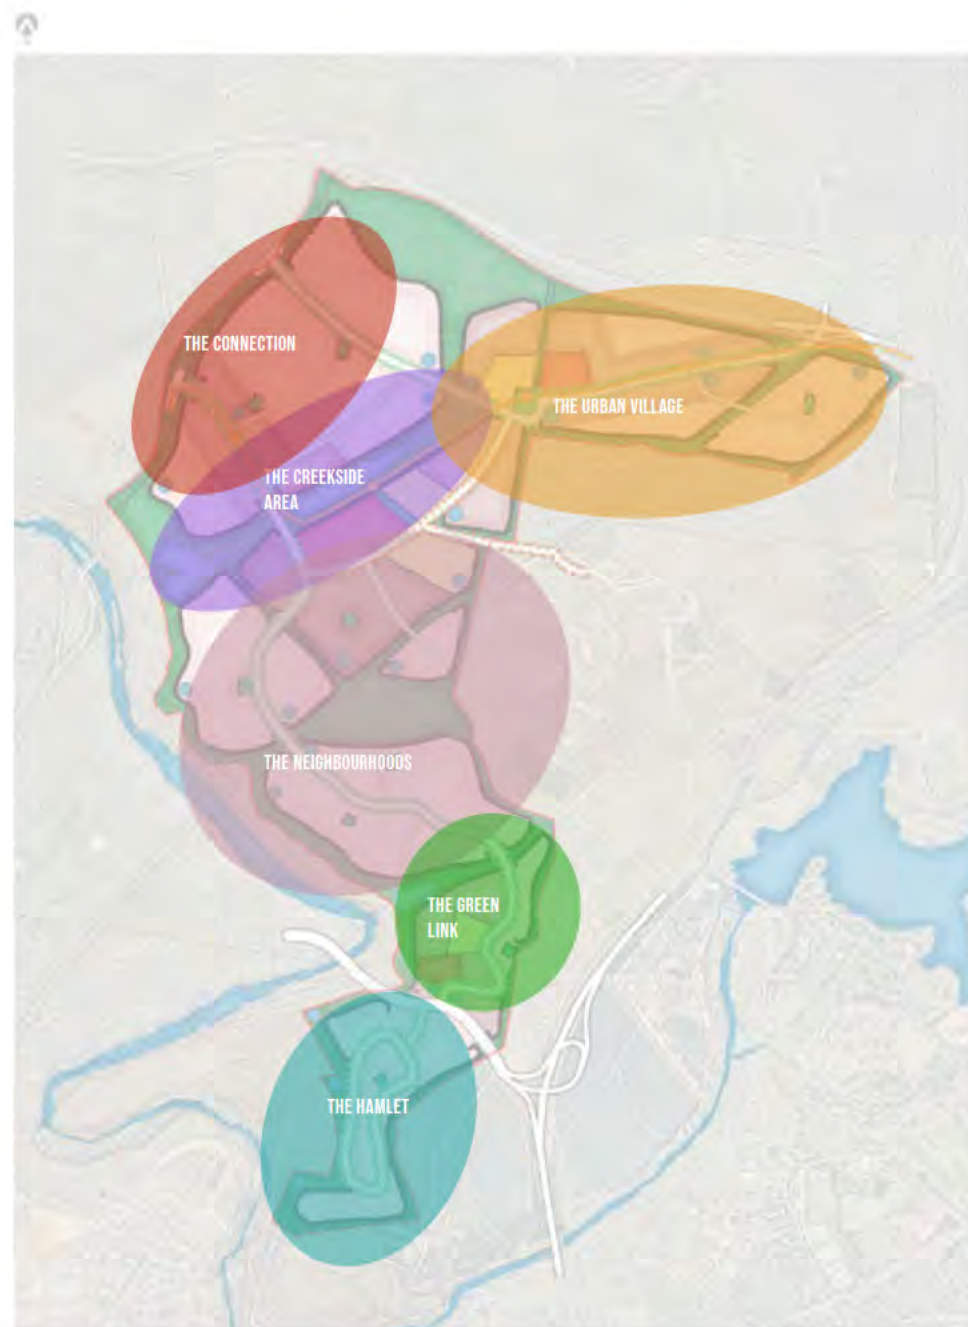 THE CONNECTION
THE URBAN VILLAGE
THE CREEKSIDE
AREA
THE NEIGHBOURHOODS
THE GREEN
LINK
THE HAMLET